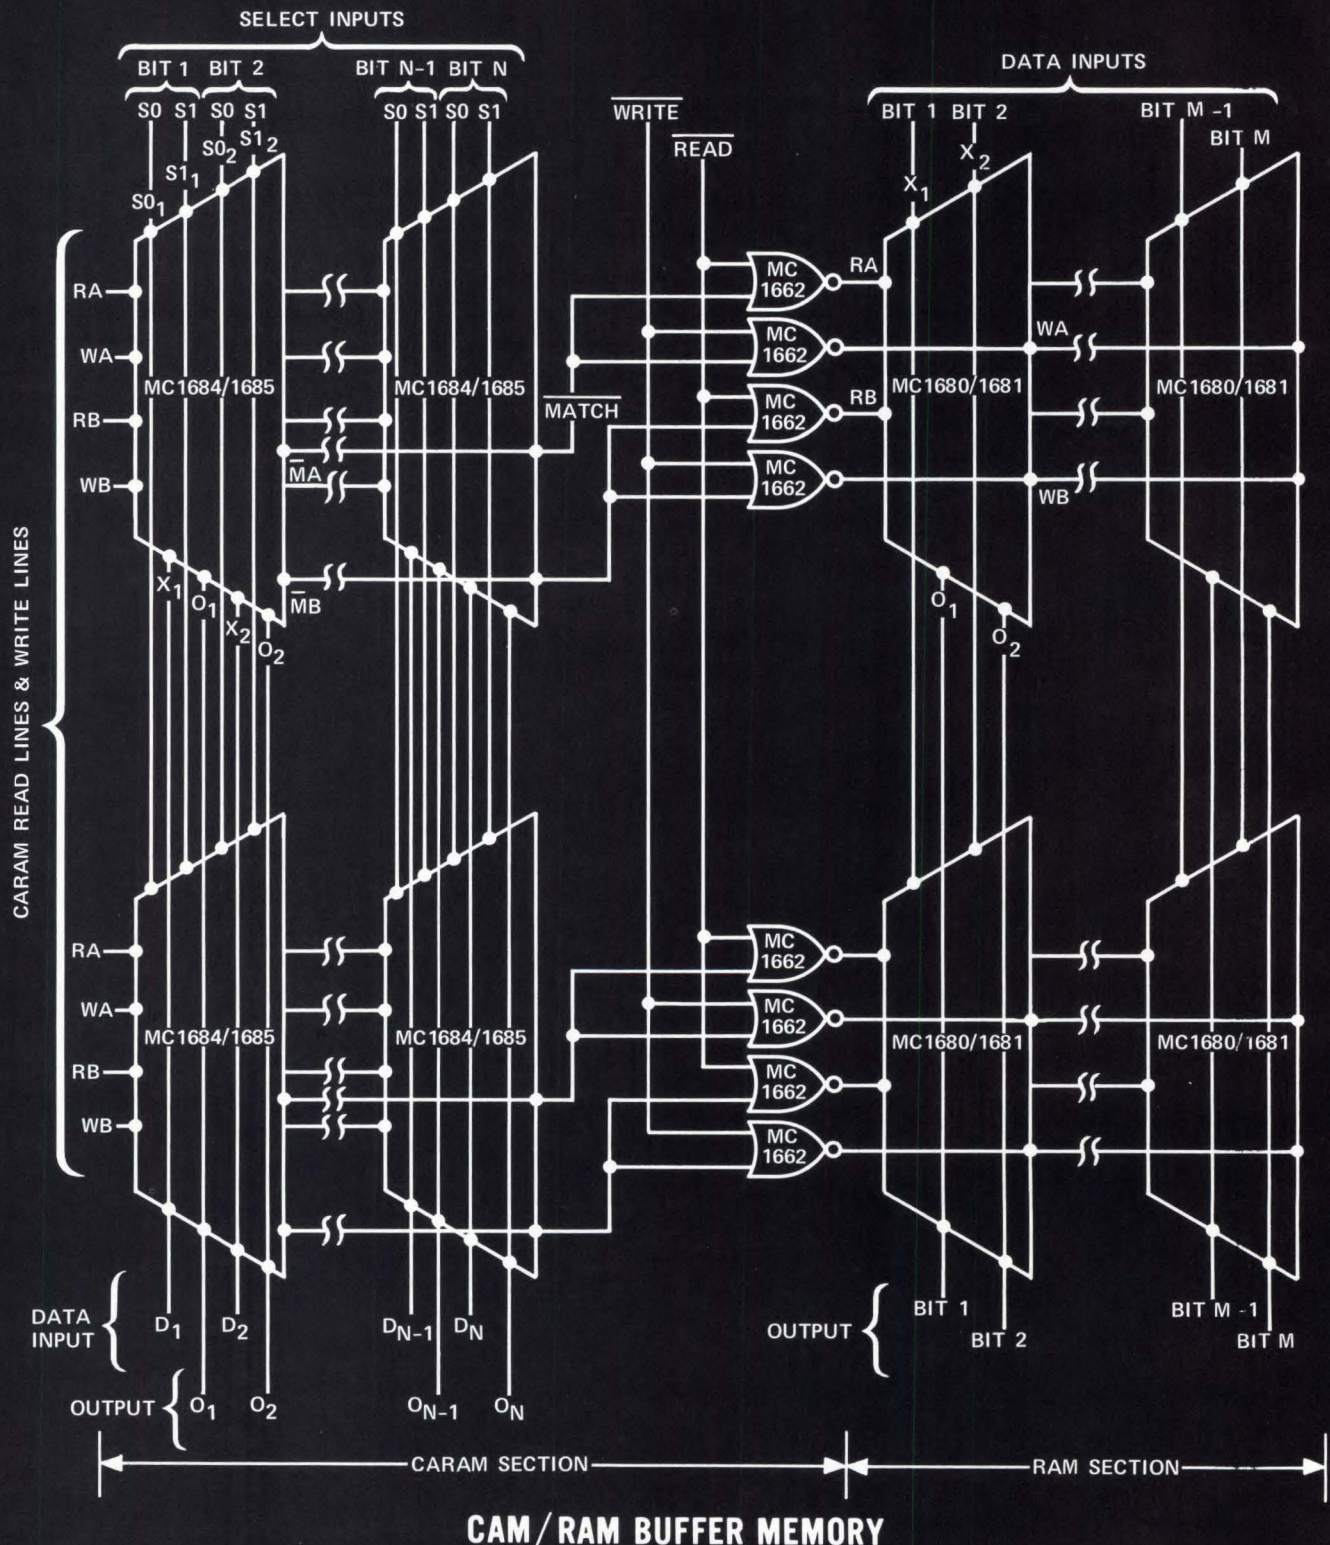 SELECT INPUTS
BIT 1 BIT 2 BIT N-1 BIT N
S0 S1 S0 S1 S0 S1 S0 S1
S0₁ S1₁ S0₂ S1₂
WRITE
READ
DATA INPUTS
BIT 1 BIT 2 BIT M -1
BIT M
X₁ X₂
CARAM READ LINES & WRITE LINES
RA
WA
RB
WB
MC1684/1685
MC1684/1685
MA
MB
MATCH
X₁ O₁ X₂ O₂
MC
1662
MC
1662
MC
1662
MC
1662
RA
WA
RB
WB
MC1680/1681
MC1680/1681
O₁
O₂
RA
WA
RB
WB
MC1684/1685
MC1684/1685
MC
1662
MC
1662
MC
1662
MC
1662
MC1680/1681
MC1680/1681
DATA
INPUT
D₁ D₂ Dₙ₋₁ Dₙ
OUTPUT
O₁ O₂ Oₙ₋₁ Oₙ
OUTPUT
BIT 1
BIT 2
BIT M -1
BIT M
CARAM SECTION
RAM SECTION
CAM/RAM BUFFER MEMORY